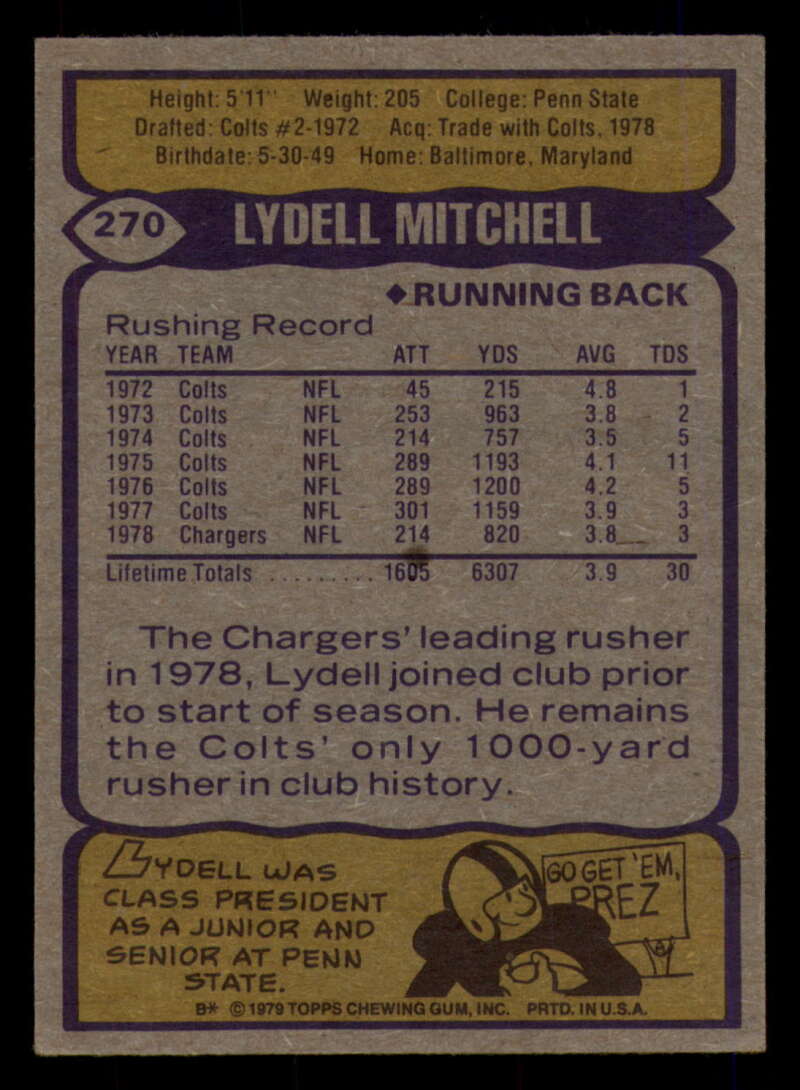 Height: 5'11" Weight: 205 College: Penn State
Drafted: Colts #2-1972 Acq: Trade with Colts, 1978
Birthdate: 5-30-49 Home: Baltimore, Maryland
270 LYDELL MITCHELL
◆RUNNING BACK
Rushing Record
YEAR TEAM ATT YDS AVG TDS
1972 Colts NFL 45 215 4.8 1
1973 Colts NFL 253 963 3.8 2
1974 Colts NFL 214 757 3.5 5
1975 Colts NFL 289 1193 4.1 11
1976 Colts NFL 289 1200 4.2 5
1977 Colts NFL 301 1159 3.9 3
1978 Chargers NFL 214 820 3.8 3
Lifetime Totals .......... 1605 6307 3.9 30
The Chargers' leading rusher
in 1978, Lydell joined club prior
to start of season. He remains
the Colts' only 1000-yard
rusher in club history.
LYDELL WAS
CLASS PRESIDENT
AS A JUNIOR AND
SENIOR AT PENN
STATE.
GO GET 'EM,
PREZ
B* © 1979 TOPPS CHEWING GUM, INC. PRTD. IN U.S.A.